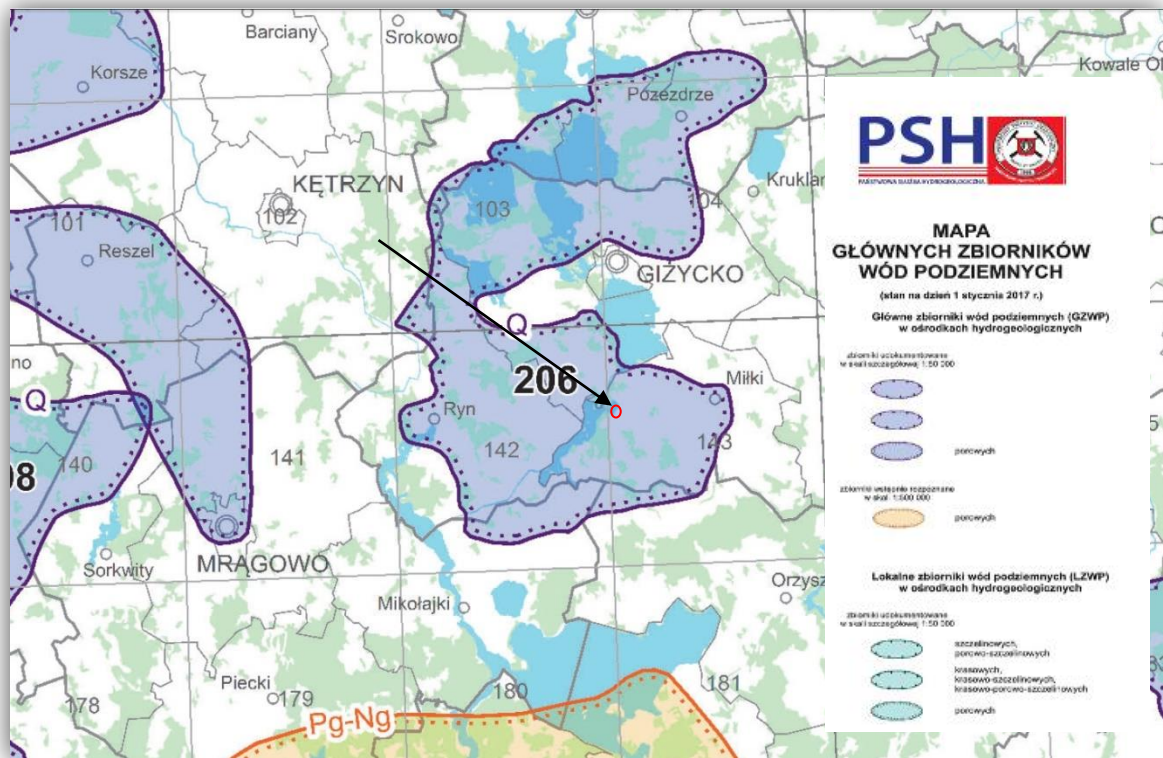 Barciany
Srokowo
Korsze
Kowale Ol
Pozezdrze
KĘTRZYN
Kruklan
103
104
101
102
Reszel
GIŻYCKO
Q
no
206
Miłki
Q
Ryn
142
143
140
141
08
MRĄGOWO
Sorkwity
Mikołajki
Orzysz
Piecki
178
179
180
181
Pg-Ng
PSH
PAŃSTWOWA SŁUŻBA HYDROGEOLOGICZNA
MAPA
GŁÓWNYCH ZBIORNIKÓW
WÓD PODZIEMNYCH
(stan na dzień 1 stycznia 2017 r.)
Główne zbiorniki wód podziemnych (GZWP)
w ośrodkach hydrogeologicznych
zbiorniki udokumentowane
w skali szczegółowej 1:50 000
porowych
zbiorniki wstępnie rozpoznane
w skali 1:500 000
porowych
Lokalne zbiorniki wód podziemnych (LZWP)
w ośrodkach hydrogeologicznych
zbiorniki udokumentowane
w skali szczegółowej 1:50 000
szczelinowych,
porowo-szczelinowych
krasowych,
krasowo-szczelinowych,
krasowo-porowo-szczelinowych
porowych